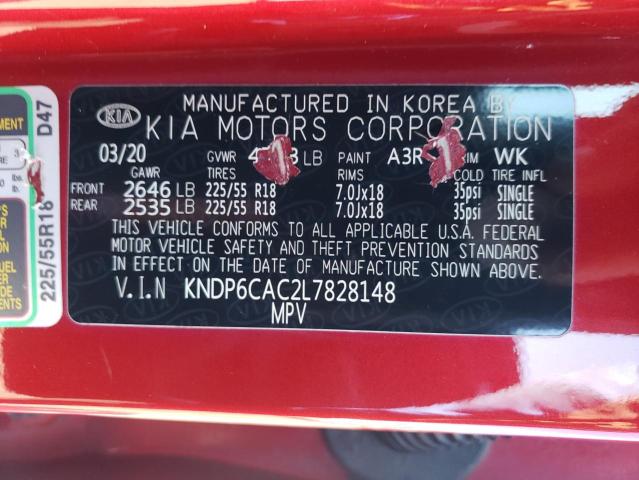 MANUFACTURED IN KOREA BY
KIA KIA MOTORS CORPORATION
03/20 GVWR LB PAINT A3R WK
GAWR TIRES RIMS COLD TIRE INFL
FRONT 2646 LB 225/55 R18 7.0Jx18 35psi SINGLE
REAR 2535 LB 225/55 R18 7.0Jx18 35psi SINGLE
THIS VEHICLE CONFORMS TO ALL APPLICABLE U.S.A. FEDERAL
MOTOR VEHICLE SAFETY AND THEFT PREVENTION STANDARDS
IN EFFECT ON THE DATE OF MANUFACTURE SHOWN ABOVE.
V.I.N KNDP6CAC2L7828148
MPV
225/55R18 D47